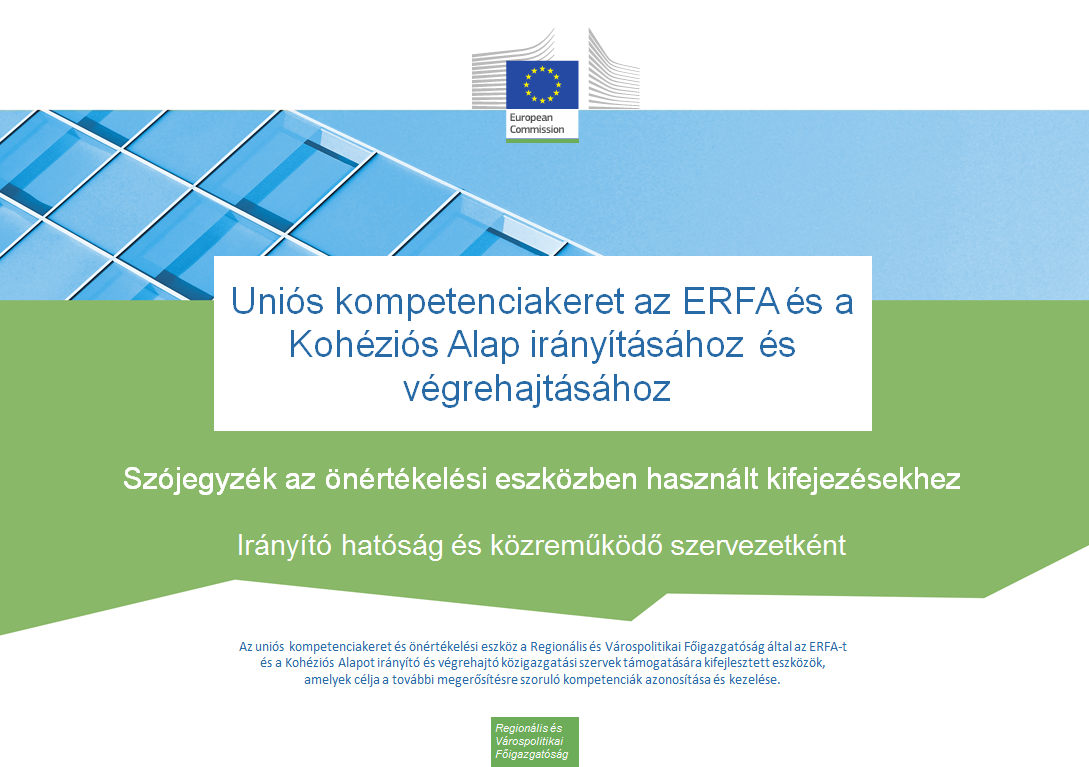 European
Commission
Uniós kompetenciakeret az ERFA és a
Kohéziós Alap irányításához és
végrehajtásához
Szójegyzék az önértékelési eszközben használt kifejezésekhez
Irányító hatóság és közreműködő szervezetként
Az uniós kompetenciakeret és önértékelési eszköz a Regionális és Várospolitikai Főigazgatóság által az ERFA-t
és a Kohéziós Alapot irányító és végrehajtó közigazgatási szervek támogatására kifejlesztett eszközök,
amelyek célja a további megerősítésre szoruló kompetenciák azonosítása és kezelése.
Regionális és
Várospolitikai
Főigazgatóság